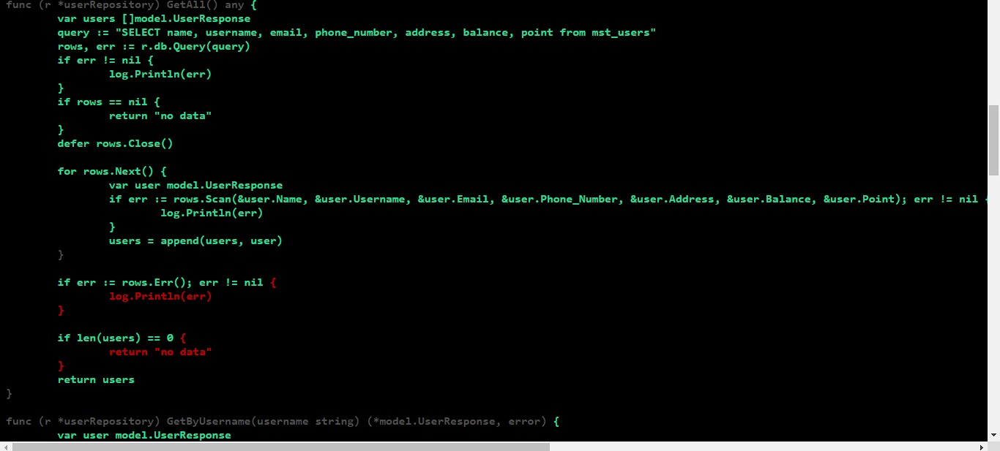 func (r *userRepository) GetAll() any {
        var users []model.UserResponse
        query := "SELECT name, username, email, phone_number, address, balance, point from mst_users"
        rows, err := r.db.Query(query)
        if err != nil {
                log.Println(err)
        }
        if rows == nil {
                return "no data"
        }
        defer rows.Close()

        for rows.Next() {
                var user model.UserResponse
                if err := rows.Scan(&user.Name, &user.Username, &user.Email, &user.Phone_Number, &user.Address, &user.Balance, &user.Point); err != nil {
                        log.Println(err)
                }
                users = append(users, user)
        }

        if err := rows.Err(); err != nil {
                log.Println(err)
        }

        if len(users) == 0 {
                return "no data"
        }
        return users
}

func (r *userRepository) GetByUsername(username string) (*model.UserResponse, error) {
        var user model.UserResponse